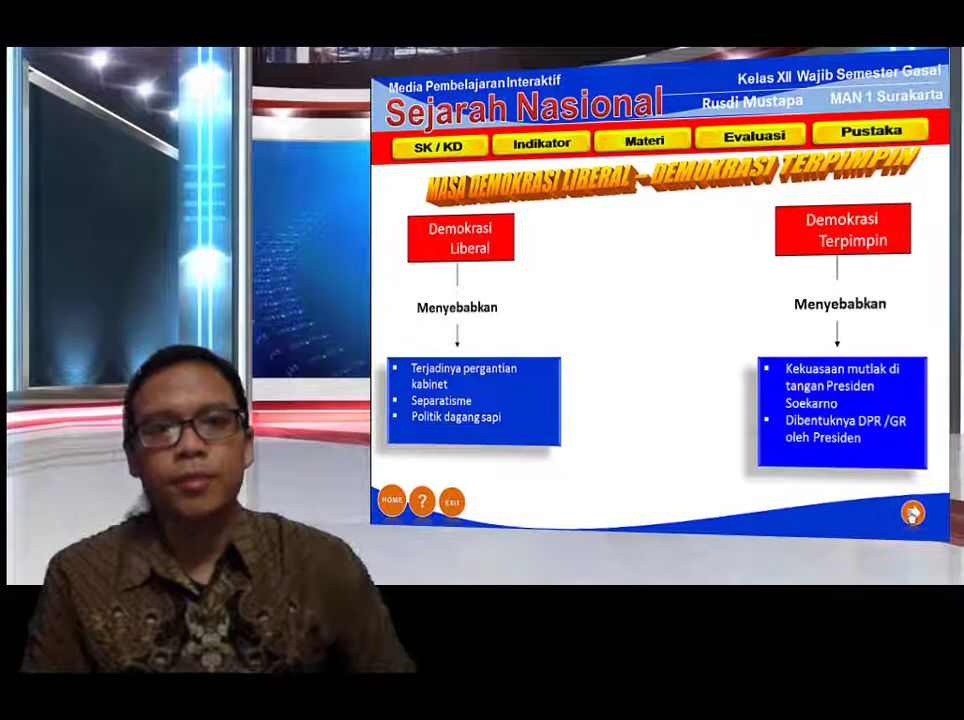 Media Pembelajaran Interaktif
Kelas XII Wajib Semester Gasal
Sejarah Nasional
Rusdi Mustapa MAN 1 Surakarta
SK / KD Indikator Materi Evaluasi Pustaka
MASA DEMOKRASI LIBERAL – DEMOKRASI TERPIMPIN
Demokrasi
Liberal
Menyebabkan
Terjadinya pergantian
kabinet
Separatisme
Politik dagang sapi
Demokrasi
Terpimpin
Menyebabkan
Kekuasaan mutlak di
tangan Presiden
Soekarno
Dibentuknya DPR /GR
oleh Presiden
HOME ? EXIT